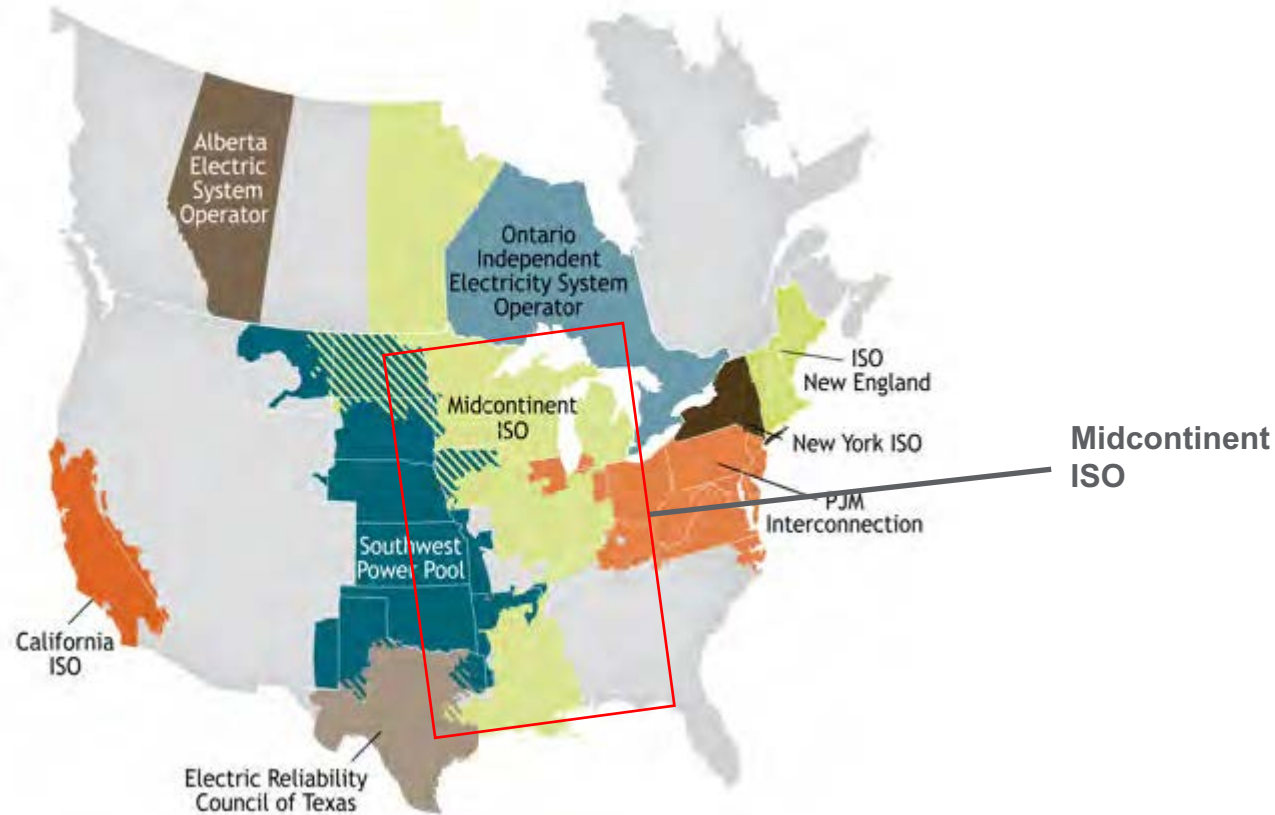 Alberta
Electric
System
Operator
Ontario
Independent
Electricity System
Operator
ISO
New England
Midcontinent
ISO
New York ISO
Midcontinent
ISO
PJM
Interconnection
Southwest
Power Pool
California
ISO
Electric Reliability
Council of Texas